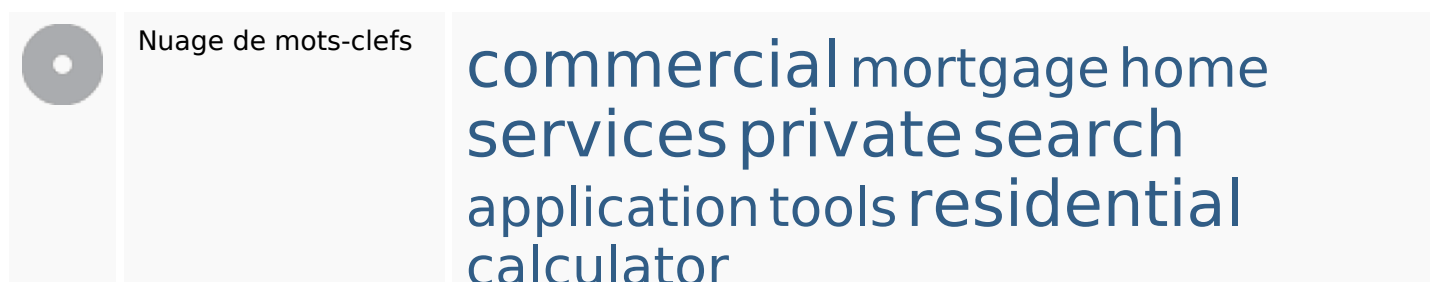 Nuage de mots-clefs
commercial mortgage home
services private search
application tools residential
calculator